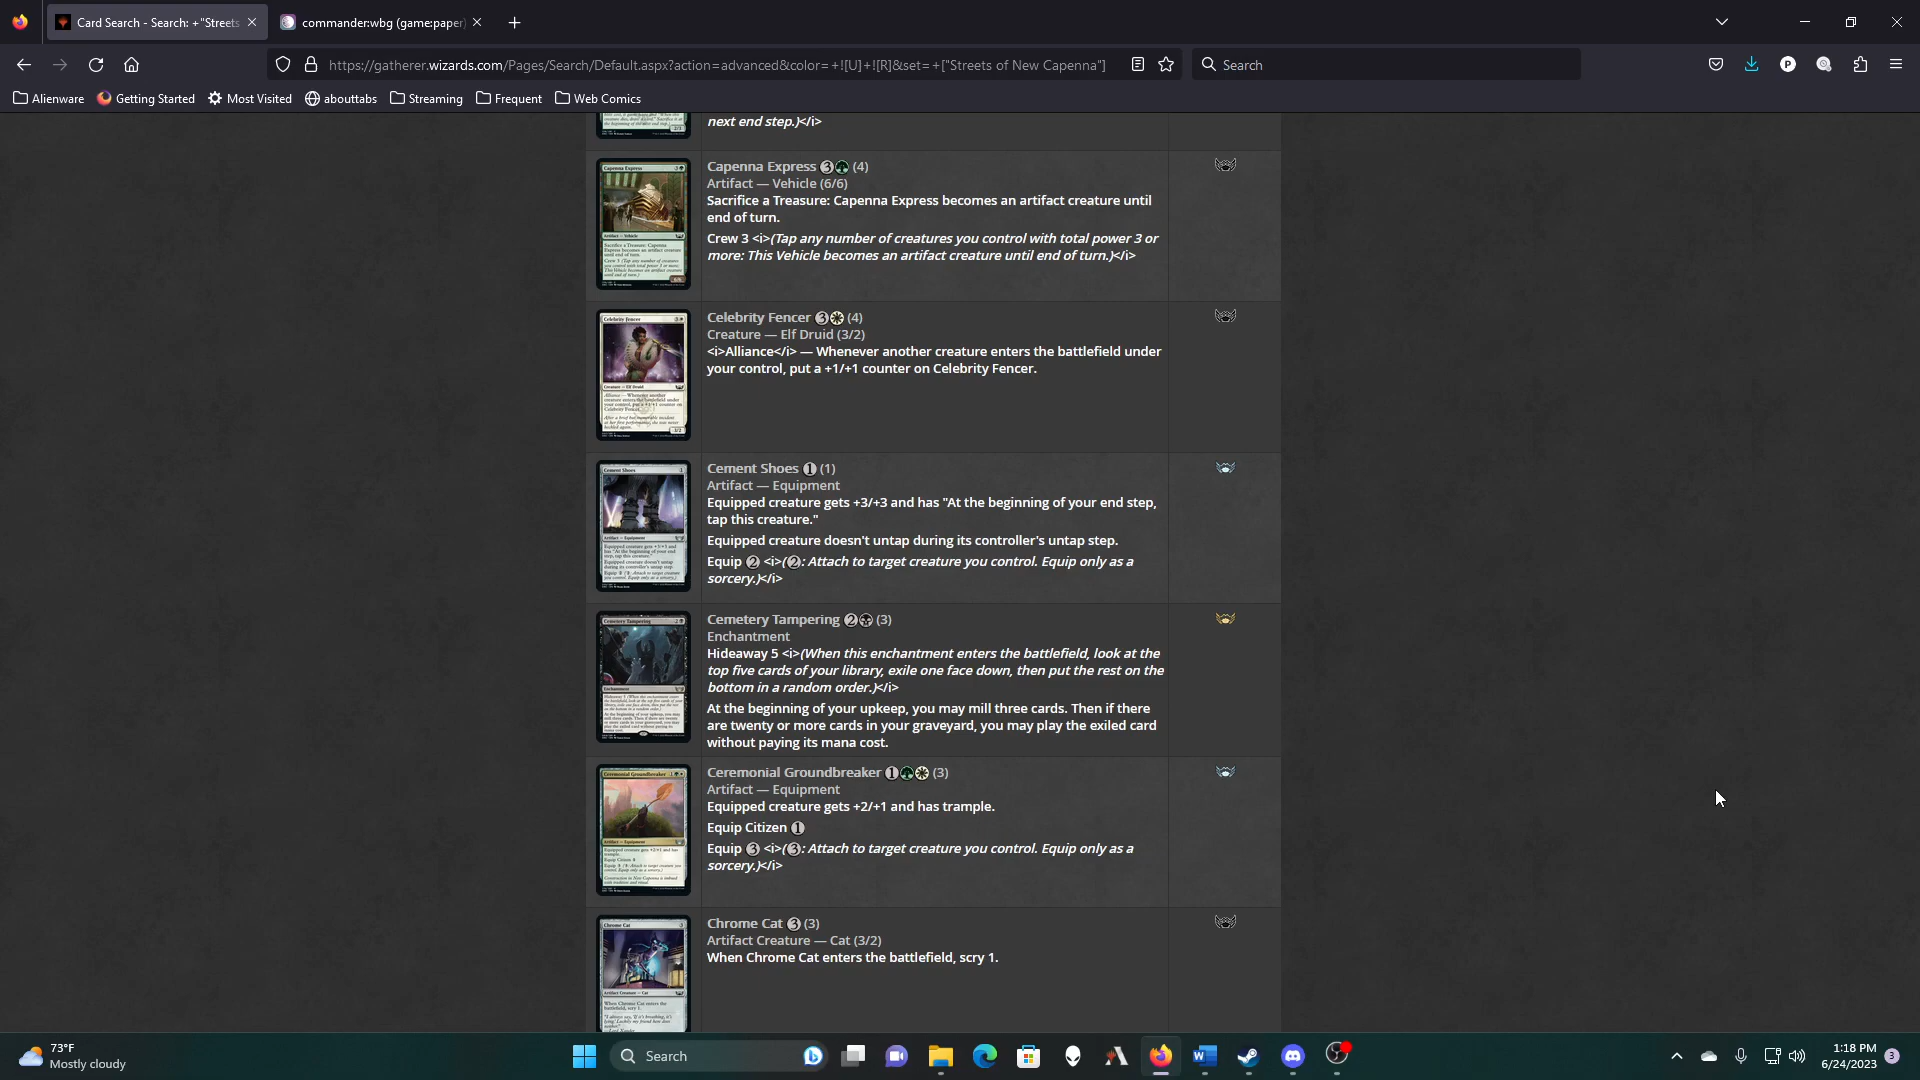 Card Search - Search: +"Streets
commander:wbg (game:paper)
https://gatherer.wizards.com/Pages/Search/Default.aspx?action=advanced&color=+![U]+![R]&set=+["Streets of New Capenna"]
Search
Alienware
Getting Started
Most Visited
abouttabs
Streaming
Frequent
Web Comics
next end step.)</i>
Capenna Express 3 (4)
Artifact — Vehicle (6/6)
Sacrifice a Treasure: Capenna Express becomes an artifact creature until
end of turn.
Crew 3 <i>(Tap any number of creatures you control with total power 3 or
more: This Vehicle becomes an artifact creature until end of turn.)</i>
Celebrity Fencer 3 (4)
Creature — Elf Druid (3/2)
<i>Alliance</i> — Whenever another creature enters the battlefield under
your control, put a +1/+1 counter on Celebrity Fencer.
Cement Shoes 1 (1)
Artifact — Equipment
Equipped creature gets +3/+3 and has "At the beginning of your end step,
tap this creature."
Equipped creature doesn't untap during its controller's untap step.
Equip 2 <i>(2: Attach to target creature you control. Equip only as a
sorcery.)</i>
Cemetery Tampering 2 (3)
Enchantment
Hideaway 5 <i>(When this enchantment enters the battlefield, look at the
top five cards of your library, exile one face down, then put the rest on the
bottom in a random order.)</i>
At the beginning of your upkeep, you may mill three cards. Then if there
are twenty or more cards in your graveyard, you may play the exiled card
without paying its mana cost.
Ceremonial Groundbreaker 1 (3)
Artifact — Equipment
Equipped creature gets +2/+1 and has trample.
Equip Citizen 1
Equip 3 <i>(3: Attach to target creature you control. Equip only as a
sorcery.)</i>
Chrome Cat 3 (3)
Artifact Creature — Cat (3/2)
When Chrome Cat enters the battlefield, scry 1.
73°F
Mostly cloudy
Search
1:18 PM
6/24/2023
3